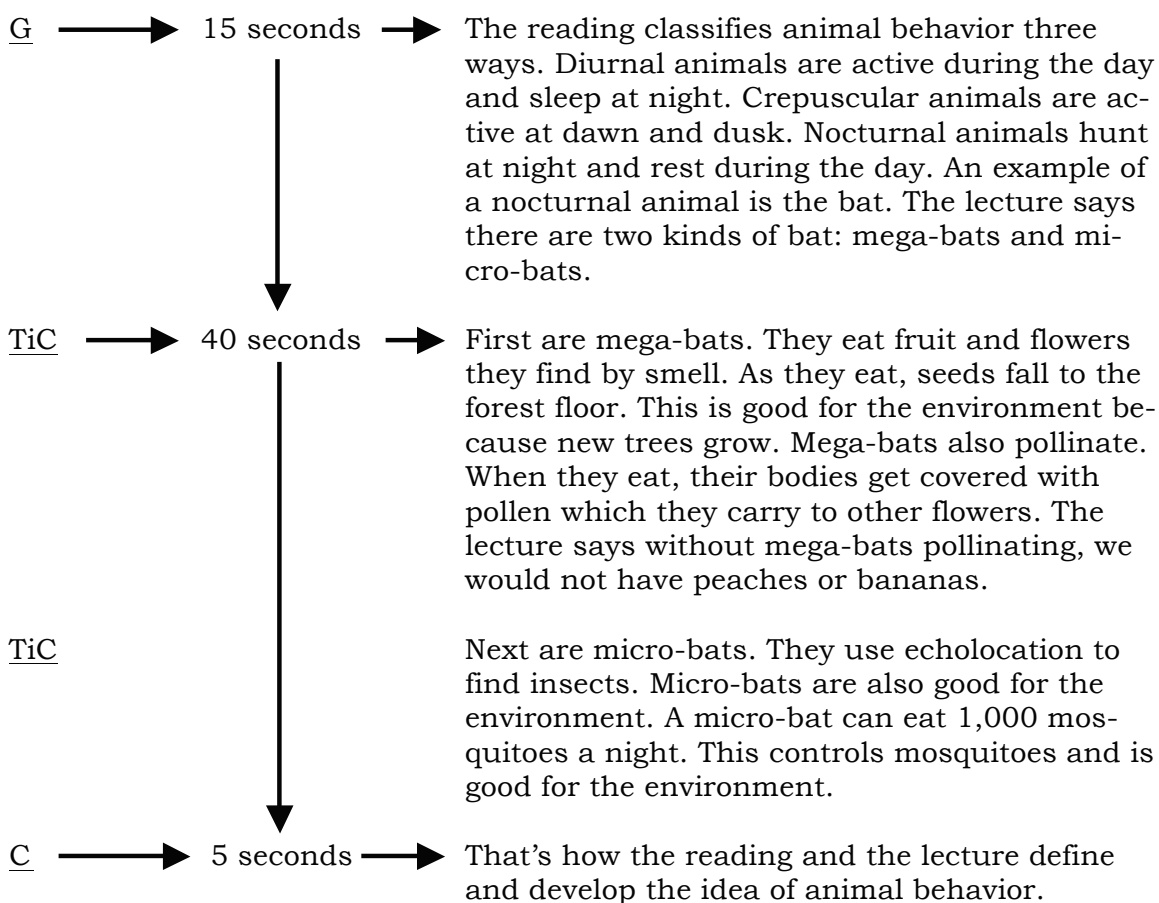 G 15 seconds The reading classifies animal behavior three
ways. Diurnal animals are active during the day
and sleep at night. Crepuscular animals are ac-
tive at dawn and dusk. Nocturnal animals hunt
at night and rest during the day. An example of
a nocturnal animal is the bat. The lecture says
there are two kinds of bat: mega-bats and mi-
cro-bats.
TiC 40 seconds First are mega-bats. They eat fruit and flowers
they find by smell. As they eat, seeds fall to the
forest floor. This is good for the environment be-
cause new trees grow. Mega-bats also pollinate.
When they eat, their bodies get covered with
pollen which they carry to other flowers. The
lecture says without mega-bats pollinating, we
would not have peaches or bananas.
TiC Next are micro-bats. They use echolocation to
find insects. Micro-bats are also good for the
environment. A micro-bat can eat 1,000 mos-
quitoes a night. This controls mosquitoes and is
good for the environment.
C 5 seconds That's how the reading and the lecture define
and develop the idea of animal behavior.